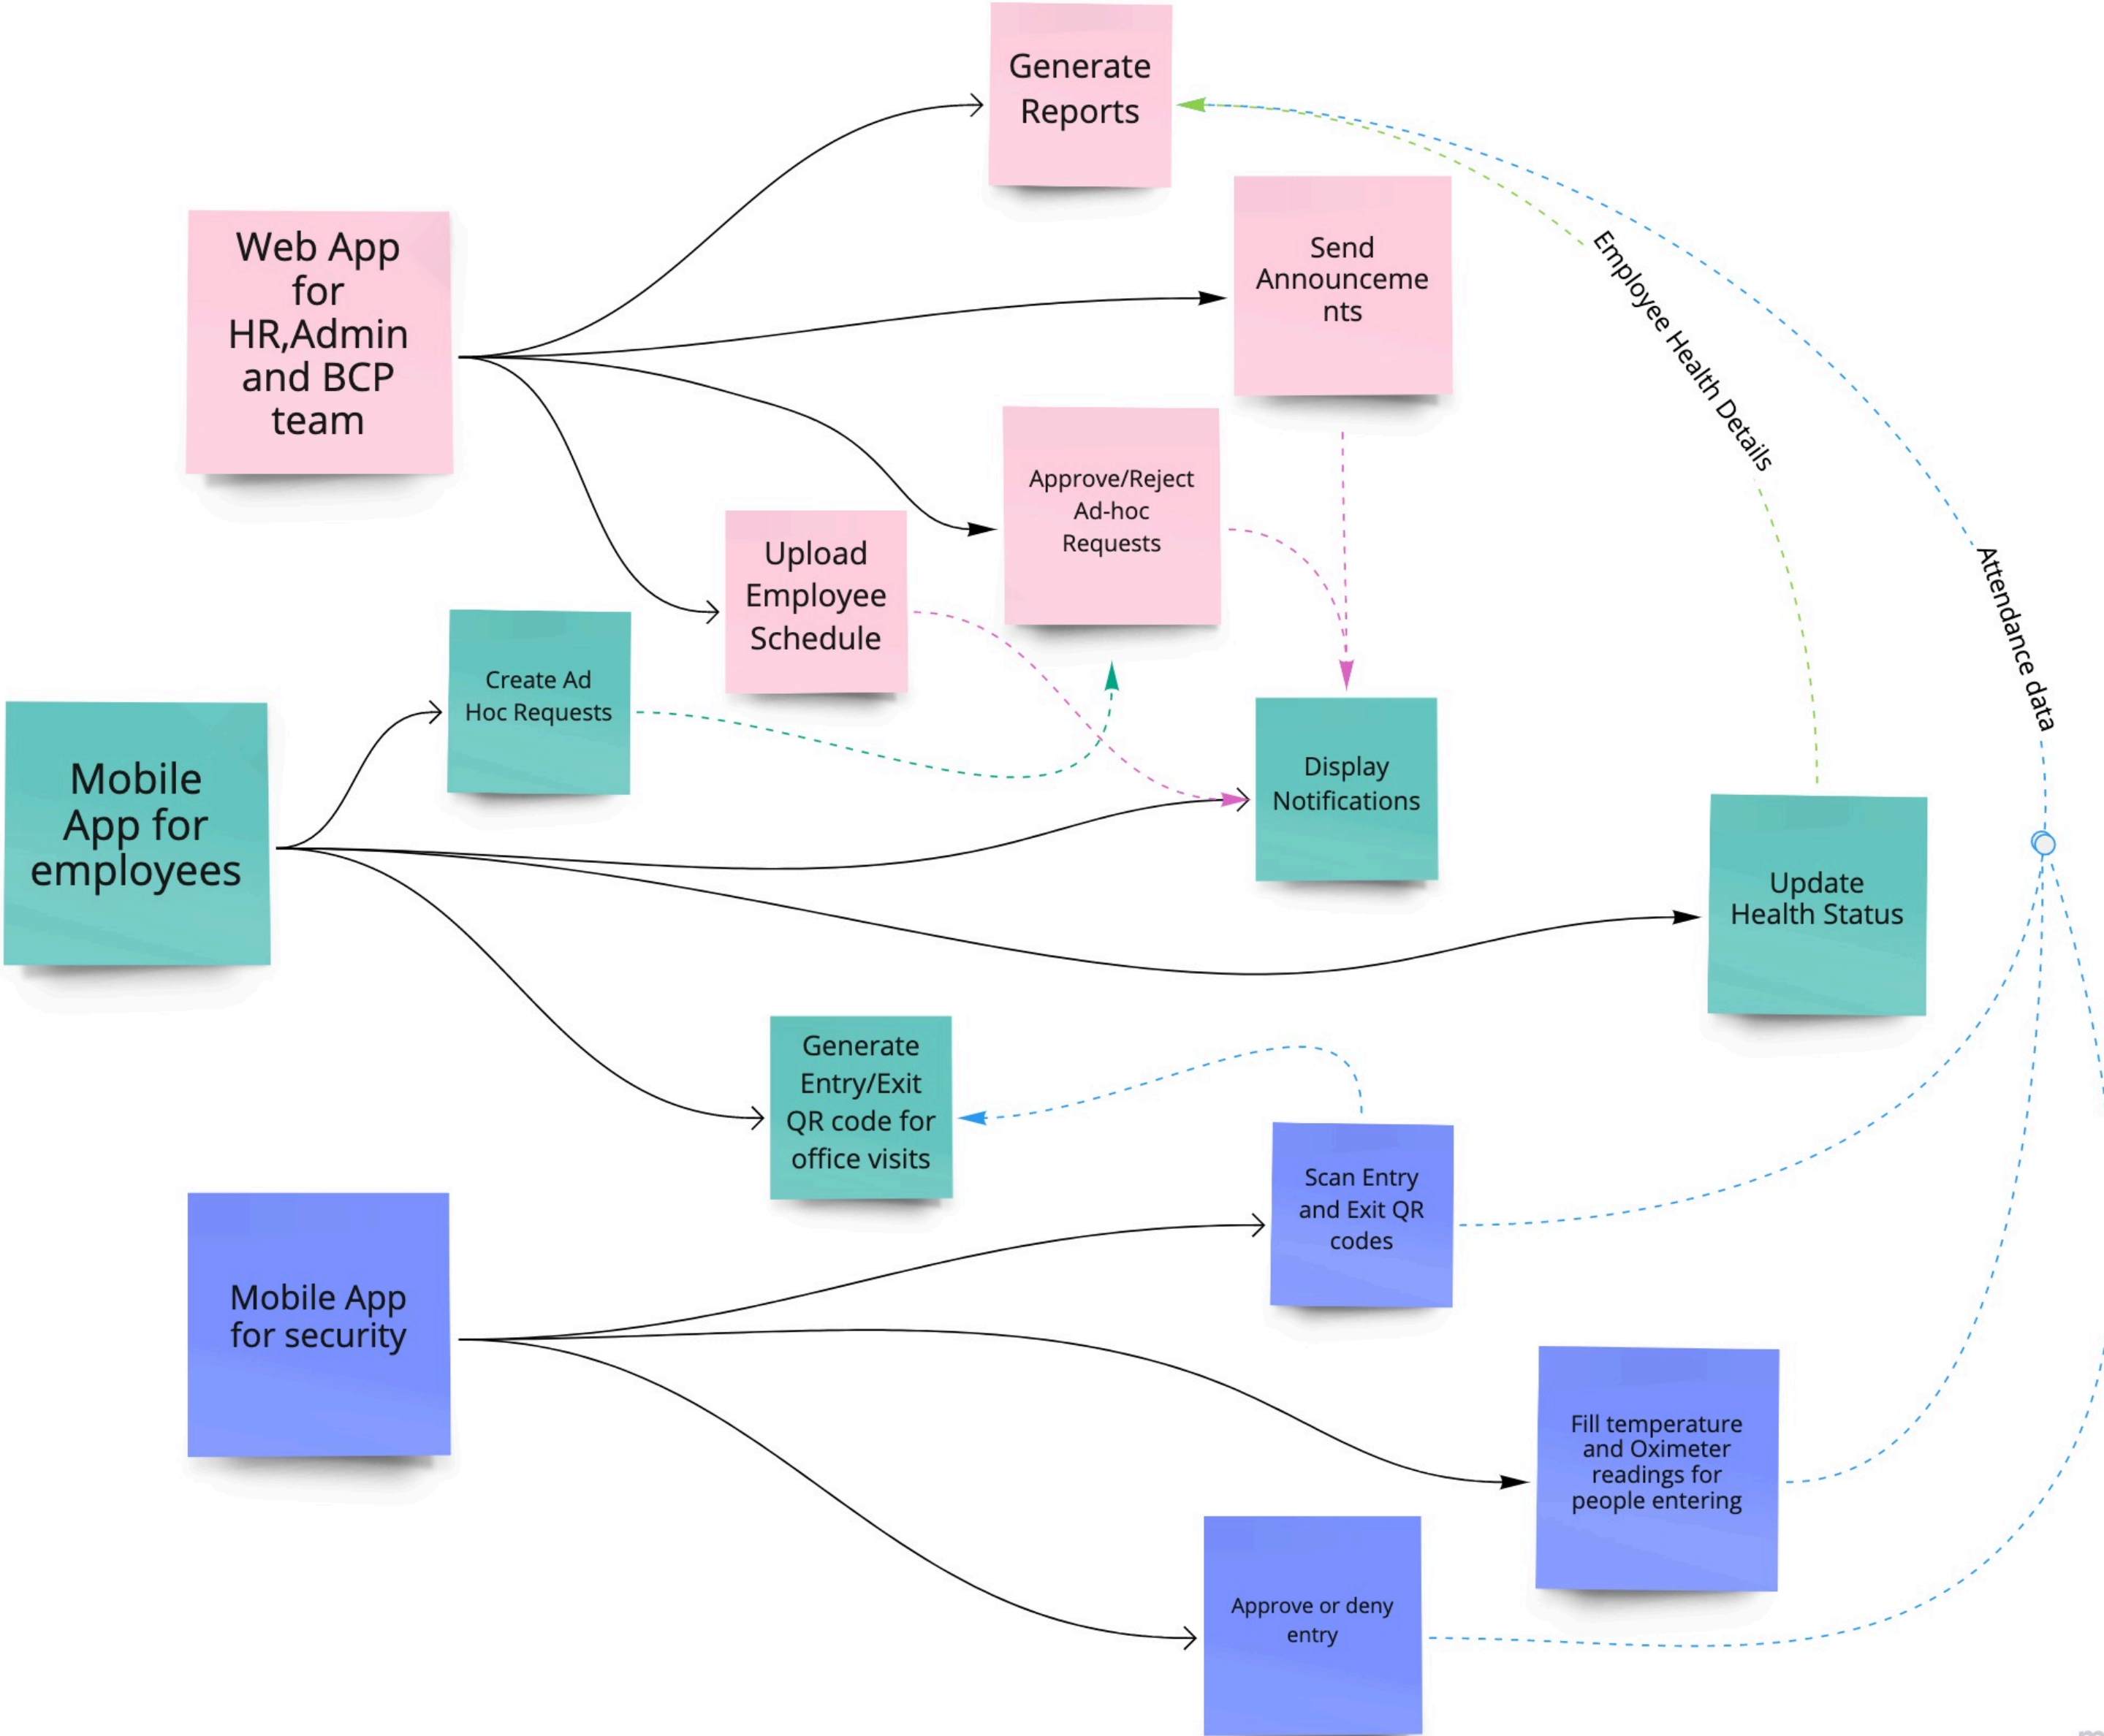 Generate
Reports
Send
Announceme
nts
Web App
for
HR,Admin
and BCP
team
Employee Health Details
Approve/Reject
Ad-hoc
Requests
Upload
Employee
Schedule
Attendance data
Create Ad
Hoc Requests
Mobile
App for
employees
Display
Notifications
Update
Health Status
Generate
Entry/Exit
QR code for
office visits
Scan Entry
and Exit QR
codes
Mobile App
for security
Fill temperature
and Oximeter
readings for
people entering
Approve or deny
entry